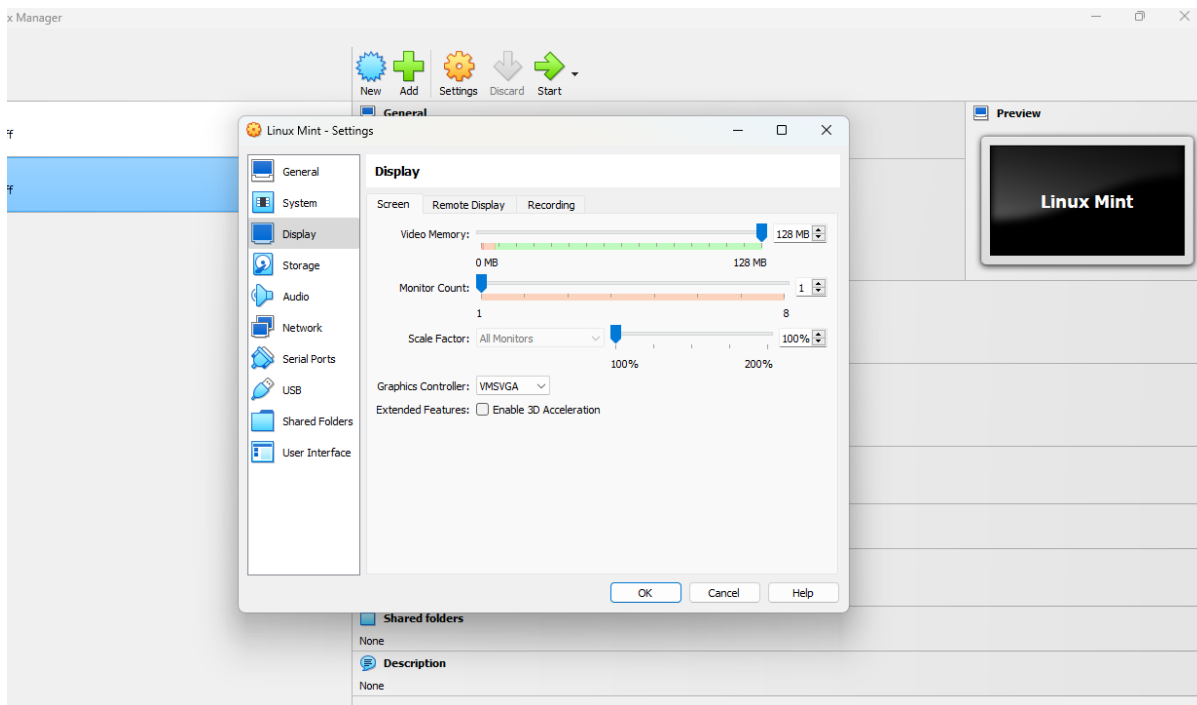 x Manager
New Add Settings Discard Start
General
Preview
ff
ff
Linux Mint
Linux Mint - Settings
General
System
Display
Storage
Audio
Network
Serial Ports
USB
Shared Folders
User Interface
Display
Screen Remote Display Recording
Video Memory: 128 MB
0 MB 128 MB
Monitor Count: 1
1 8
Scale Factor: All Monitors 100%
100% 200%
Graphics Controller: VMSVGA
Extended Features: Enable 3D Acceleration
OK Cancel Help
Shared folders
None
Description
None